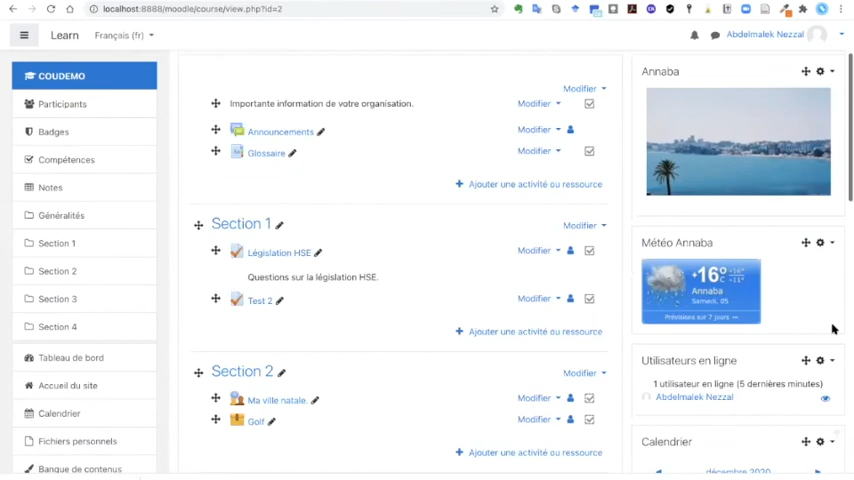 localhost:8888/moodle/course/view.php?id=2
Learn
Français (fr)
Abdelmalek Nezzal
COUDEMO
Participants
Badges
Compétences
Notes
Généralités
Section 1
Section 2
Section 3
Section 4
Tableau de bord
Accueil du site
Calendrier
Fichiers personnels
Banque de contenus
Modifier
Importante information de votre organisation.
Modifier
Announcements
Modifier
Glossaire
Modifier
Ajouter une activité ou ressource
Section 1
Modifier
Législation HSE
Modifier
Questions sur la législation HSE.
Test 2
Modifier
Ajouter une activité ou ressource
Section 2
Modifier
Ma ville natale.
Modifier
Golf
Modifier
Ajouter une activité ou ressource
Annaba
Météo Annaba
+16°C
+16°
+11°
Annaba
Samedi, 05
Prévisions sur 7 jours
Utilisateurs en ligne
1 utilisateur en ligne (5 dernières minutes)
Abdelmalek Nezzal
Calendrier
décembre 2020